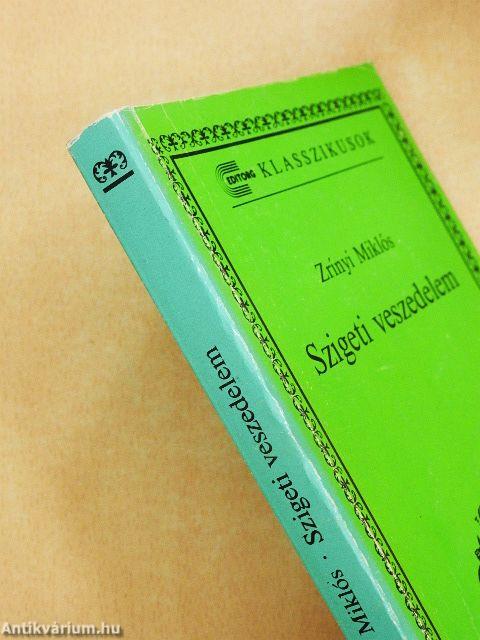 EDITORG KLASSZIKUSOK
Zrínyi Miklós
Szigeti veszedelem
Miklós · Szigeti veszedelem
Antikvárium.hu